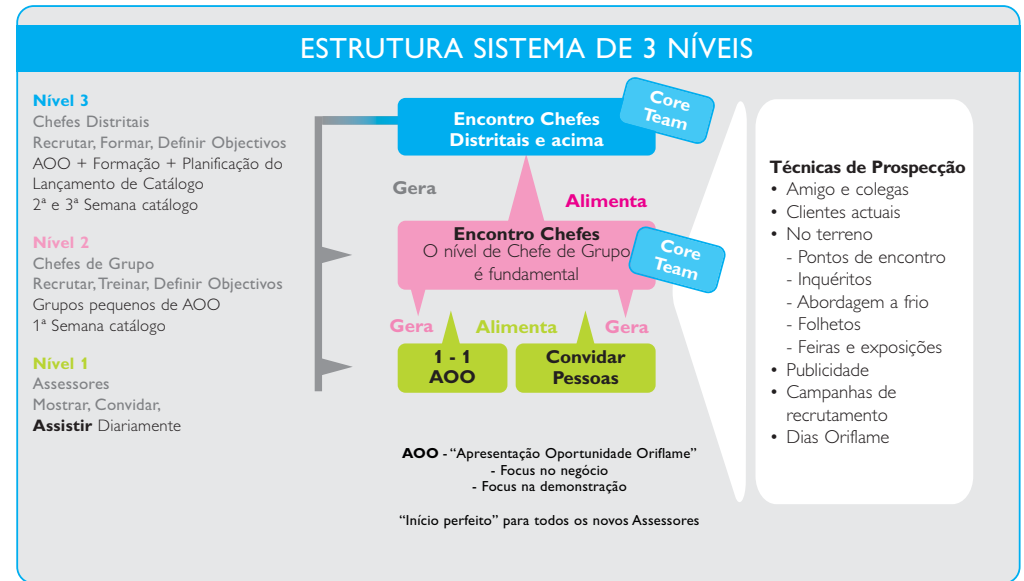 ESTRUTURA SISTEMA DE 3 NÍVEIS
Nível 3
Chefes Distritais
Recrutar, Formar, Definir Objectivos
AOO + Formação + Planificação do
Lançamento de Catálogo
2ª e 3ª Semana catálogo
Nível 2
Chefes de Grupo
Recrutar, Treinar, Definir Objectivos
Grupos pequenos de AOO
1ª Semana catálogo
Nível 1
Assessores
Mostrar, Convidar,
Assistir Diariamente
Encontro Chefes
Distritais e acima
Core
Team
Gera
Alimenta
Encontro Chefes
O nível de Chefe de Grupo
é fundamental
Core
Team
Gera
Alimenta
Gera
1 - 1
AOO
Convidar
Pessoas
AOO - “Apresentação Oportunidade Oriflame”
- Focus no negócio
- Focus na demonstração
“Início perfeito” para todos os novos Assessores
Técnicas de Prospecção
• Amigo e colegas
• Clientes actuais
• No terreno
- Pontos de encontro
- Inquéritos
- Abordagem a frio
- Folhetos
- Feiras e exposições
• Publicidade
• Campanhas de
recrutamento
• Dias Oriflame